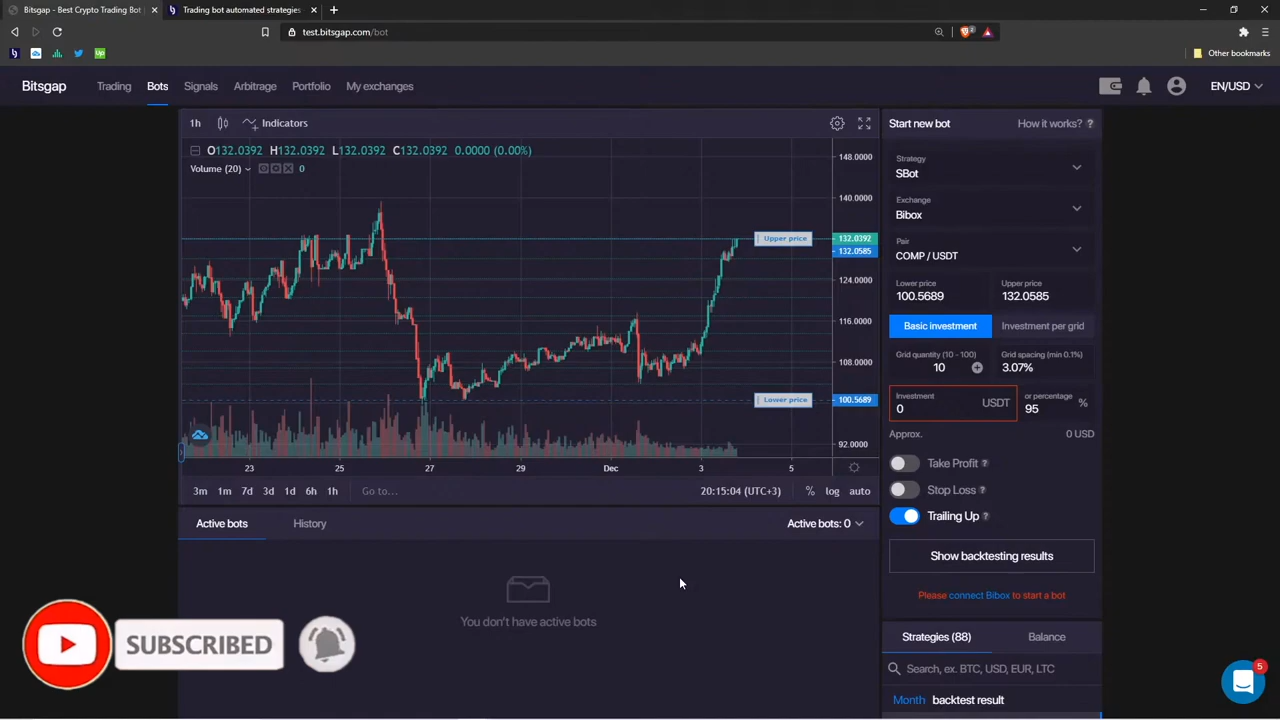 Bitsgap - Best Crypto Trading Bot
Trading bot automated strategies
test.bitsgap.com/bot
2
Up
Other bookmarks
Bitsgap
Trading
Bots
Signals
Arbitrage
Portfolio
My exchanges
EN/USD
1h
Indicators
O132.0392 H132.0392 L132.0392 C132.0392 0.0000 (0.00%)
Volume (20)
0
148.0000
140.0000
Upper price
132.0392
132.0585
124.0000
116.0000
108.0000
Lower price
100.5689
92.0000
23
25
27
29
Dec
3
5
3m
1m
7d
3d
1d
6h
1h
Go to...
20:15:04 (UTC+3)
%
log
auto
Active bots
History
Active bots: 0
You don't have active bots
SUBSCRIBED
Start new bot
How it works? ?
Strategy
SBot
Exchange
Bibox
Pair
COMP / USDT
Lower price
100.5689
Upper price
132.0585
Basic investment
Investment per grid
Grid quantity (10 - 100)
10
Grid spacing (min 0.1%)
3.07%
Investment
0
USDT
or percentage
95
%
Approx.
0 USD
Take Profit ?
Stop Loss ?
Trailing Up ?
Show backtesting results
Please connect Bibox to start a bot
Strategies (88)
Balance
Search, ex. BTC, USD, EUR, LTC
Month backtest result
5